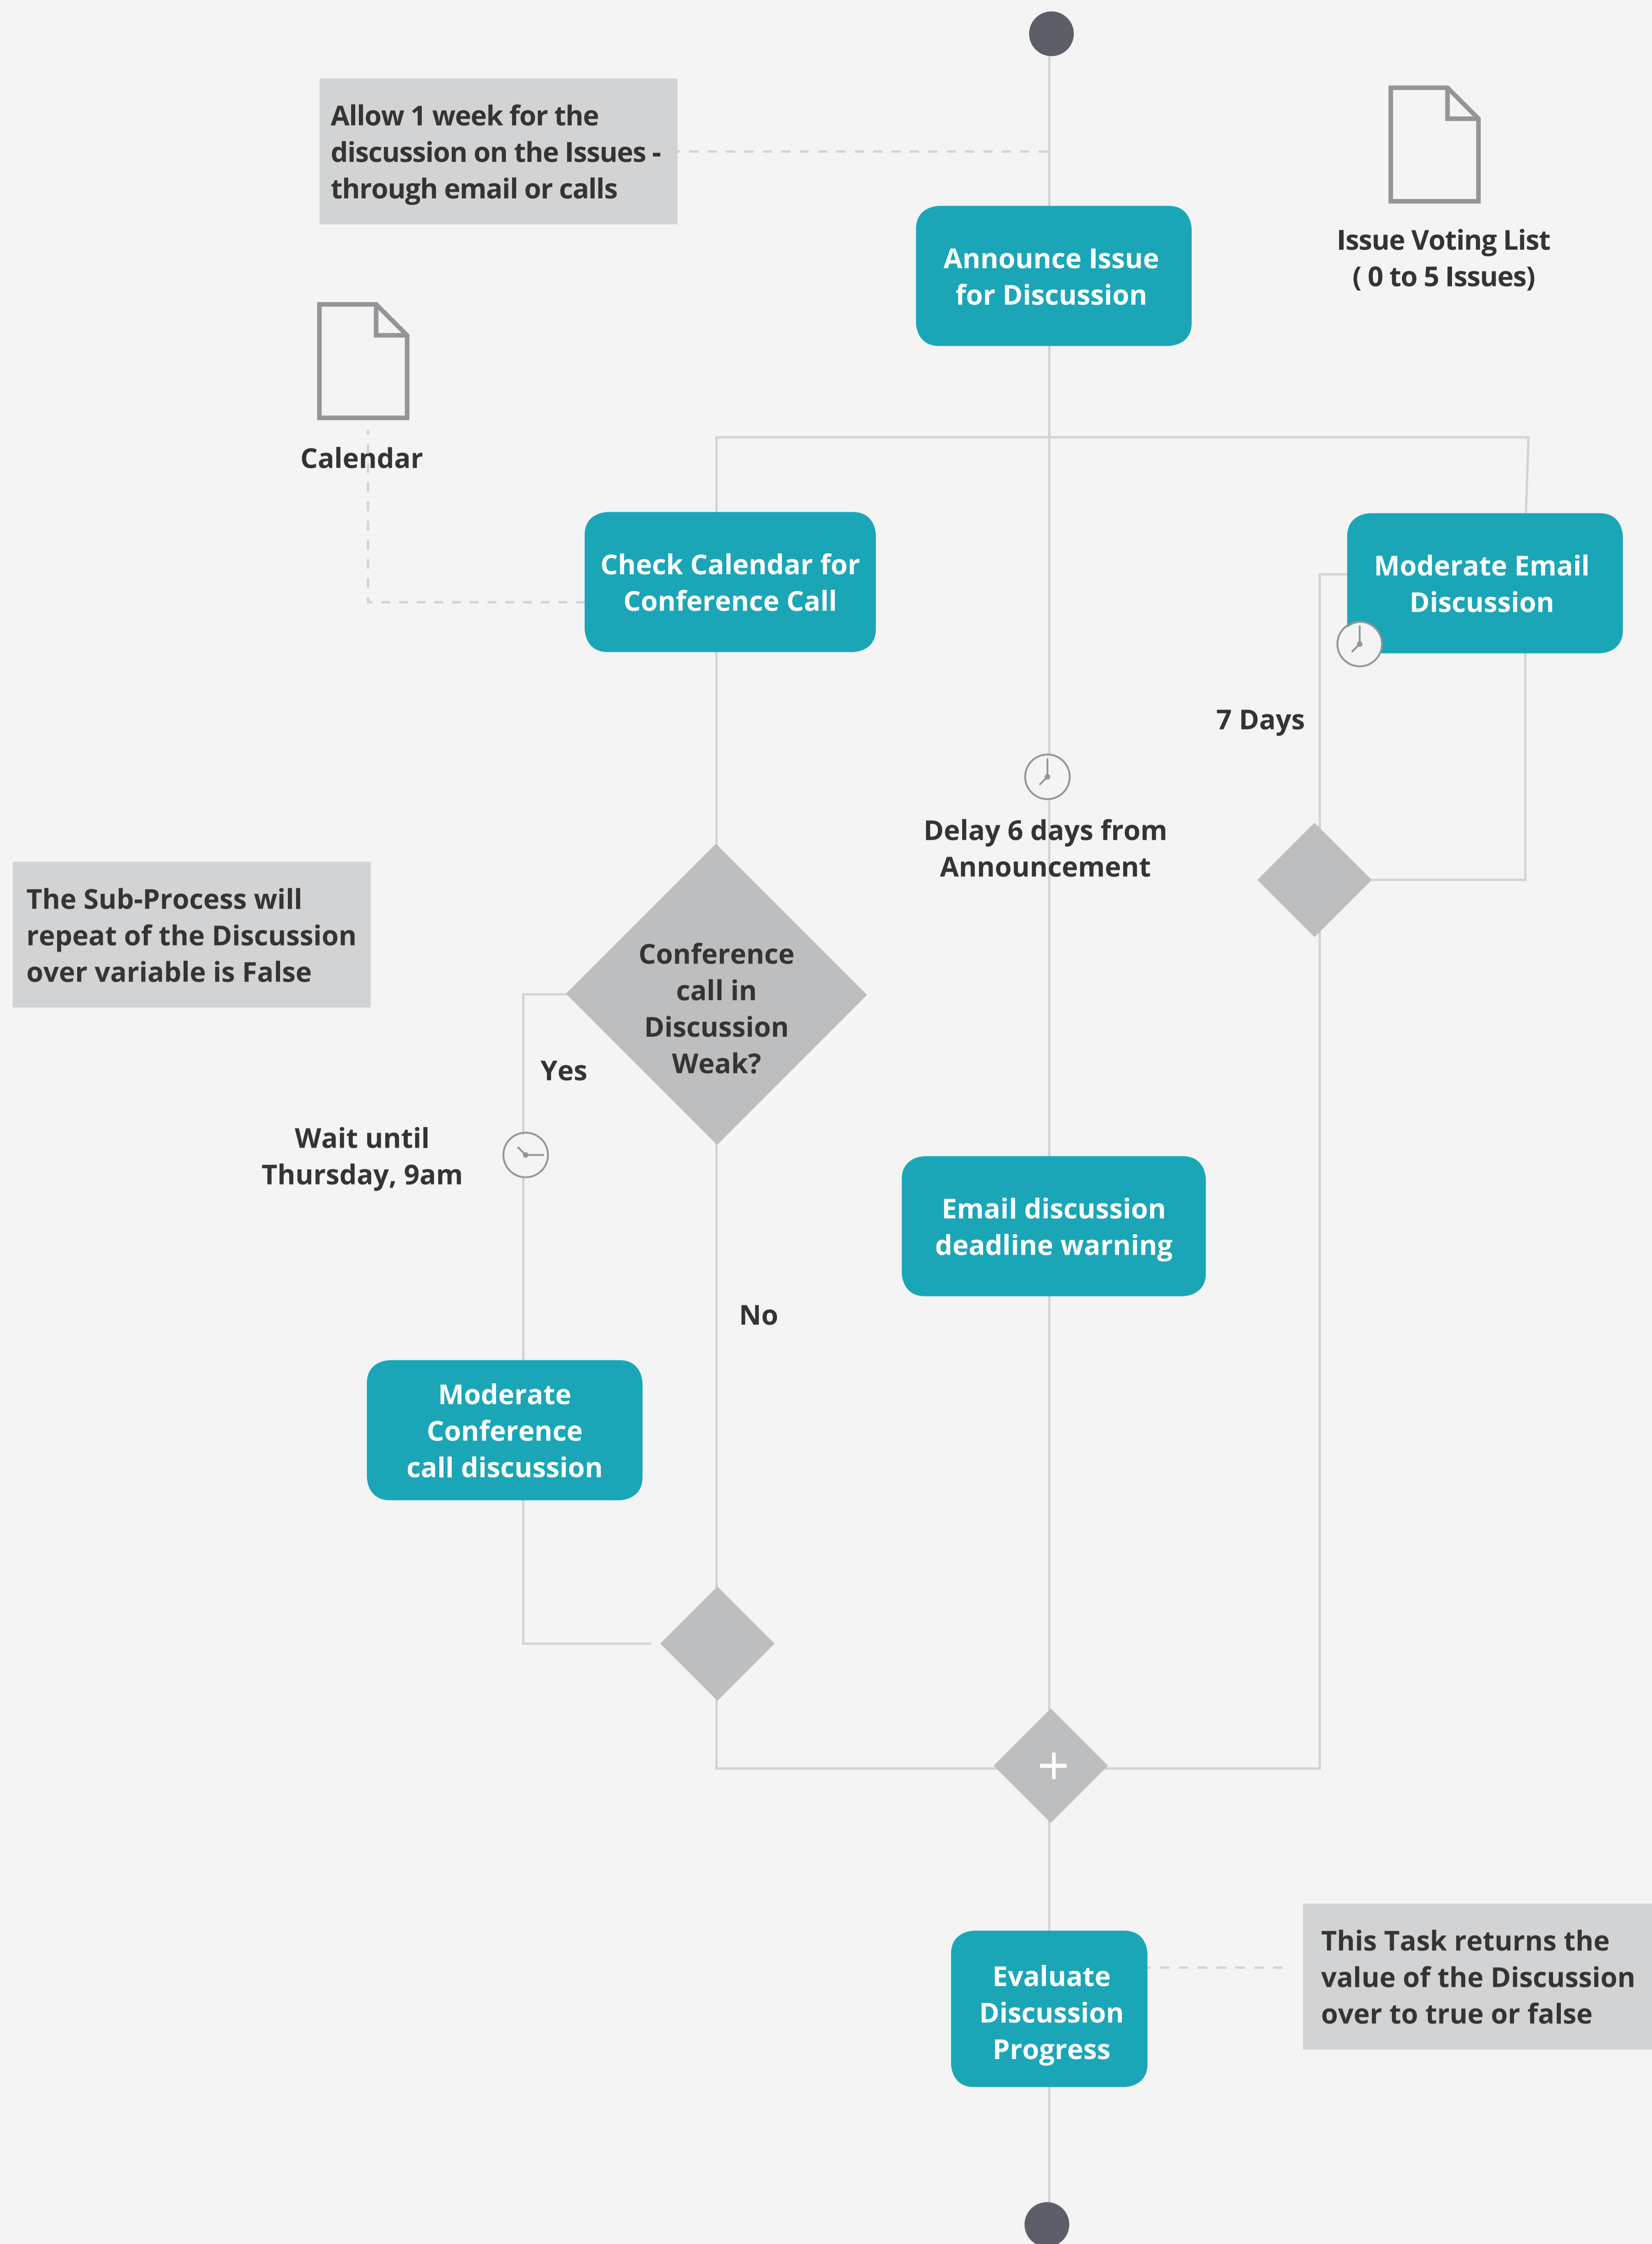 Allow 1 week for the
discussion on the Issues -
through email or calls
Issue Voting List
( 0 to 5 Issues)
Announce Issue
for Discussion
Calendar
Check Calendar for
Conference Call
Moderate Email
Discussion
7 Days
Delay 6 days from
Announcement
The Sub-Process will
repeat of the Discussion
over variable is False
Conference
call in
Discussion
Weak?
Yes
Wait until
Thursday, 9am
Email discussion
deadline warning
No
Moderate
Conference
call discussion
Evaluate
Discussion
Progress
This Task returns the
value of the Discussion
over to true or false